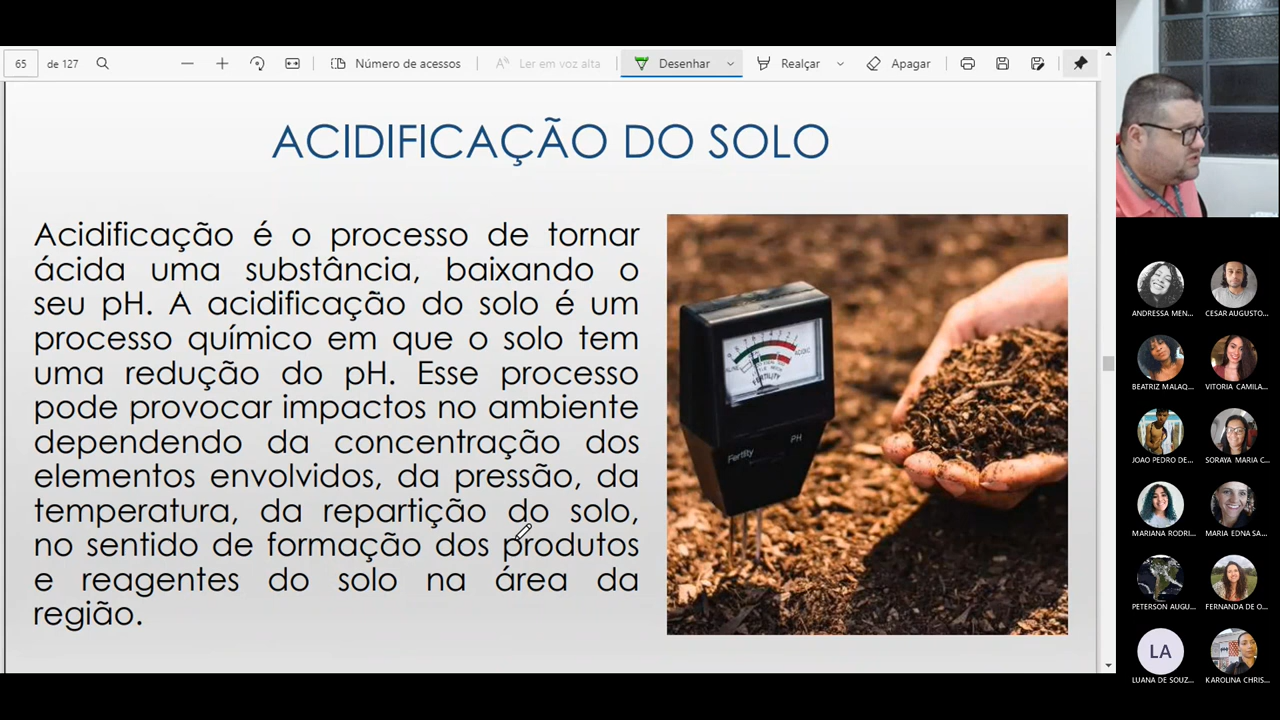 65
de 127
Número de acessos
Ler em voz alta
Desenhar
Realçar
Apagar
ACIDIFICAÇÃO DO SOLO
Acidificação é o processo de tornar
ácida uma substância, baixando o
seu pH. A acidificação do solo é um
processo químico em que o solo tem
uma redução do pH. Esse processo
pode provocar impactos no ambiente
dependendo da concentração dos
elementos envolvidos, da pressão, da
temperatura, da repartição do solo,
no sentido de formação dos produtos
e reagentes do solo na área da
região.
FERTILITY
Fertility
PH
ANDRESSA MEN...
CESAR AUGUSTO...
BEATRIZ MALAQ...
VITORIA CAMILA...
JOAO PEDRO DE...
SORAYA MARIA C...
MARIANA RODRI...
MARIA EDNA SA...
PETERSON AUGU...
FERNANDA DE O...
LA
LUANA DE SOUZ...
KAROLINA CHRIS...